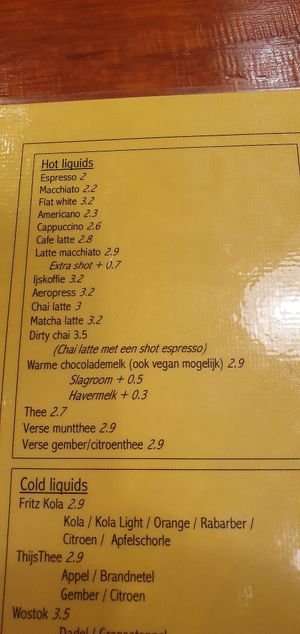 Hot liquids
Espresso 2
Macchiato 2.2
Flat white 3.2
Americano 2.3
Cappuccino 2.6
Cafe latte 2.8
Latte macchiato 2.9
Extra shot + 0.7
Ijskoffie 3.2
Aeropress 3.2
Chai latte 3
Matcha latte 3.2
Dirty chai 3.5
(Chai latte met een shot espresso)
Warme chocolademelk (ook vegan mogelijk) 2.9
Slagroom + 0.5
Havermelk + 0.3
Thee 2.7
Verse muntthee 2.9
Verse gember/citroenthee 2.9
Cold liquids
Fritz Kola 2.9
Kola / Kola Light / Orange / Rabarber /
Citroen / Apfelschorle
ThijsThee 2.9
Appel / Brandnetel
Gember / Citroen
Wostok 3.5